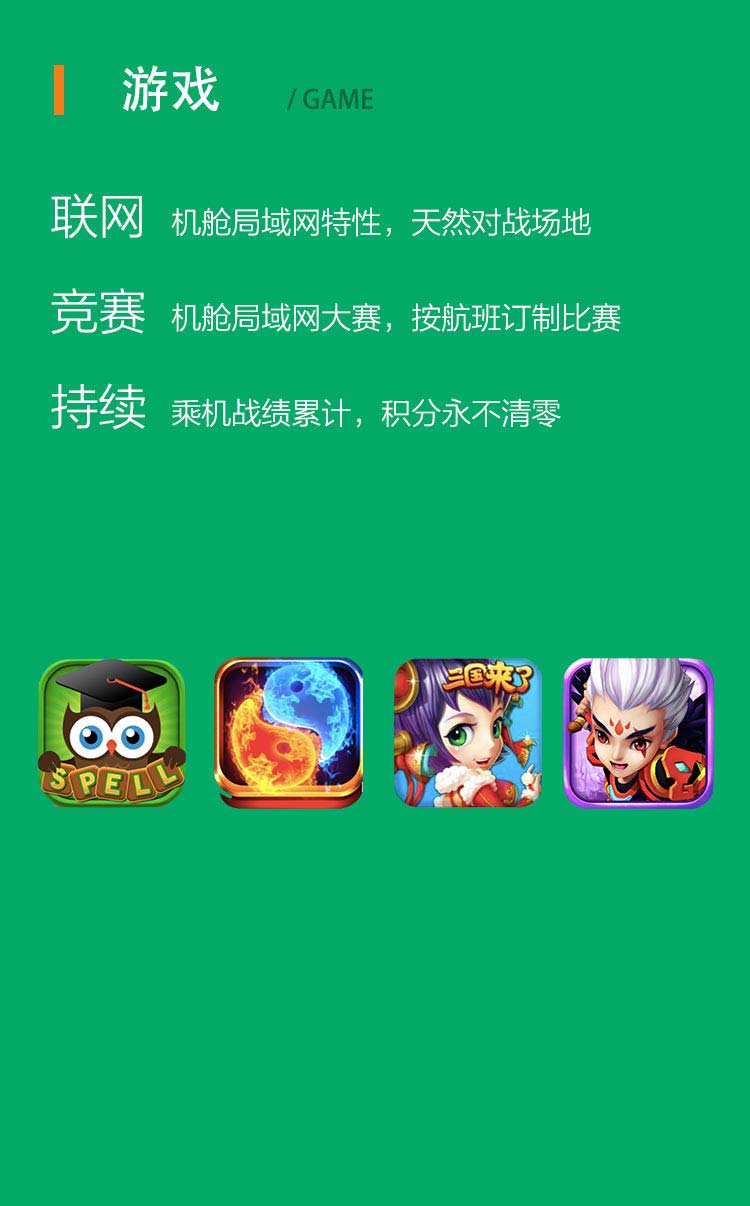 游戏 / GAME
联网 机舱局域网特性，天然对战场地
竞赛 机舱局域网大赛，按航班订制比赛
持续 乘机战绩累计，积分永不清零
SPELL
三国来了